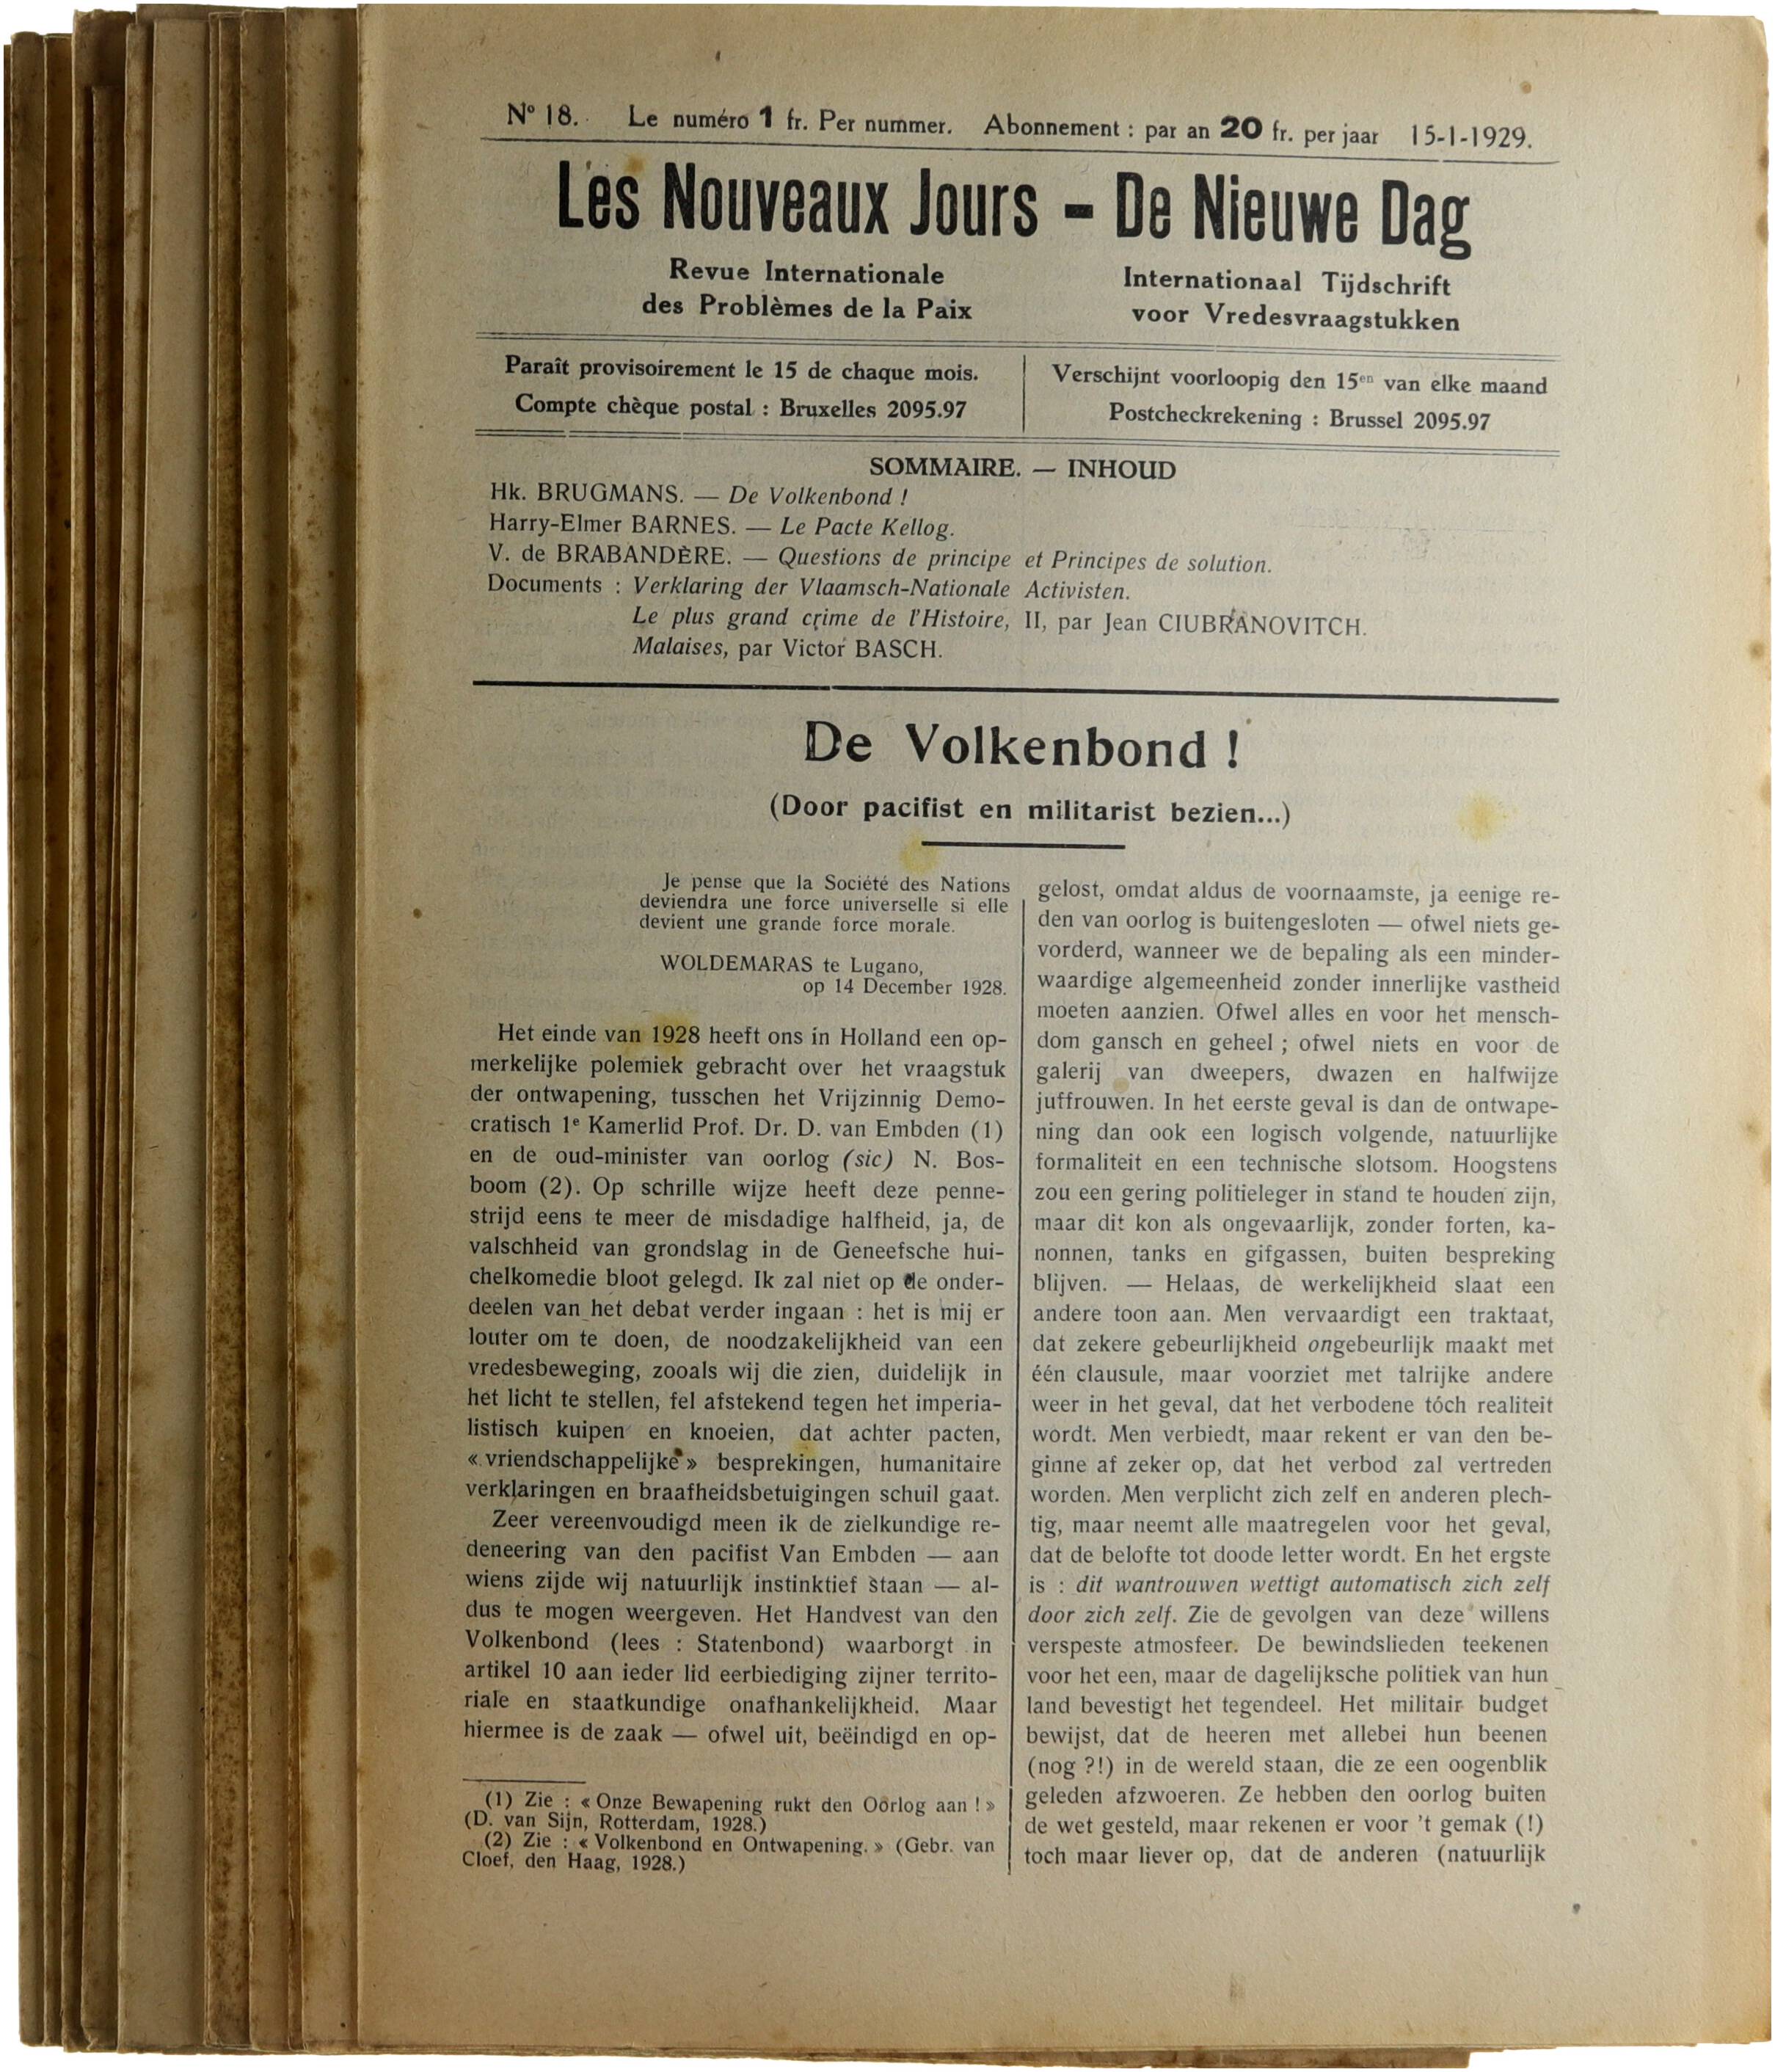 Nº 18. Le numéro 1 fr. Per nummer. Abonnement : par an 20 fr. per jaar 15-1-1929.
Les Nouveaux Jours - De Nieuwe Dag
Revue Internationale
des Problèmes de la Paix
Internationaal Tijdschrift
voor Vredesvraagstukken
Paraît provisoirement le 15 de chaque mois.
Compte chèque postal : Bruxelles 2095.97
Verschijnt voorloopig den 15en van elke maand
Postcheckrekening : Brussel 2095.97
SOMMAIRE. — INHOUD
Hk. BRUGMANS. — De Volkenbond !
Harry-Elmer BARNES. — Le Pacte Kellog.
V. de BRABANDÈRE. — Questions de principe et Principes de solution.
Documents : Verklaring der Vlaamsch-Nationale Activisten.
Le plus grand crime de l'Histoire, II, par Jean CIUBRANOVITCH.
Malaises, par Victor BASCH.
De Volkenbond !
(Door pacifist en militarist bezien...)
Je pense que la Société des Nations
deviendra une force universelle si elle
devient une grande force morale.
WOLDEMARAS te Lugano,
op 14 December 1928.
Het einde van 1928 heeft ons in Holland een op-
merkelijke polemiek gebracht over het vraagstuk
der ontwapening, tusschen het Vrijzinnig Demo-
cratisch 1e Kamerlid Prof. Dr. D. van Embden (1)
en de oud-minister van oorlog (sic) N. Bos-
boom (2). Op schrille wijze heeft deze penne-
strijd eens te meer de misdadige halfheid, ja, de
valschheid van grondslag in de Geneefsche hui-
chelkomedie bloot gelegd. Ik zal niet op de onder-
deelen van het debat verder ingaan : het is mij er
louter om te doen, de noodzakelijkheid van een
vredesbeweging, zooals wij die zien, duidelijk in
het licht te stellen, fel afstekend tegen het imperia-
listisch kuipen en knoeien, dat achter pacten,
« vriendschappelijke » besprekingen, humanitaire
verklaringen en braafheidsbetuigingen schuil gaat.
Zeer vereenvoudigd meen ik de zielkundige re-
deneering van den pacifist Van Embden — aan
wiens zijde wij natuurlijk instinktief staan — al-
dus te mogen weergeven. Het Handvest van den
Volkenbond (lees : Statenbond) waarborgt in
artikel 10 aan ieder lid eerbiediging zijner territo-
riale en staatkundige onafhankelijkheid. Maar
hiermee is de zaak — ofwel uit, beëindigd en op-
(1) Zie : « Onze Bewapening rukt den Oorlog aan ! »
(D. van Sijn, Rotterdam, 1928.)
(2) Zie : « Volkenbond en Ontwapening. » (Gebr. van
Cloef, den Haag, 1928.)
gelost, omdat aldus de voornaamste, ja eenige re-
den van oorlog is buitengesloten — ofwel niets ge-
vorderd, wanneer we de bepaling als een minder-
waardige algemeenheid zonder innerlijke vastheid
moeten aanzien. Ofwel alles en voor het mensch-
dom gansch en geheel ; ofwel niets en voor de
galerij van dweepers, dwazen en halfwijze
juffrouwen. In het eerste geval is dan de ontwape-
ning dan ook een logisch volgende, natuurlijke
formaliteit en een technische slotsom. Hoogstens
zou een gering politieleger in stand te houden zijn,
maar dit kon als ongevaarlijk, zonder forten, ka-
nonnen, tanks en gifgassen, buiten bespreking
blijven. — Helaas, de werkelijkheid slaat een
andere toon aan. Men vervaardigt een traktaat,
dat zekere gebeurlijkheid ongebeurlijk maakt met
één clausule, maar voorziet met talrijke andere
weer in het geval, dat het verbodene tóch realiteit
wordt. Men verbiedt, maar rekent er van den be-
ginne af zeker op, dat het verbod zal vertreden
worden. Men verplicht zich zelf en anderen plech-
tig, maar neemt alle maatregelen voor het geval,
dat de belofte tot doode letter wordt. En het ergste
is : dit wantrouwen wettigt automatisch zich zelf
door zich zelf. Zie de gevolgen van deze willens
verspeste atmosfeer. De bewindslieden teekenen
voor het een, maar de dagelijksche politiek van hun
land bevestigt het tegendeel. Het militair budget
bewijst, dat de heeren met allebei hun beenen
(nog ?!) in de wereld staan, die ze een oogenblik
geleden afzwoeren. Ze hebben den oorlog buiten
de wet gesteld, maar rekenen er voor 't gemak (!)
toch maar liever op, dat de anderen (natuurlijk